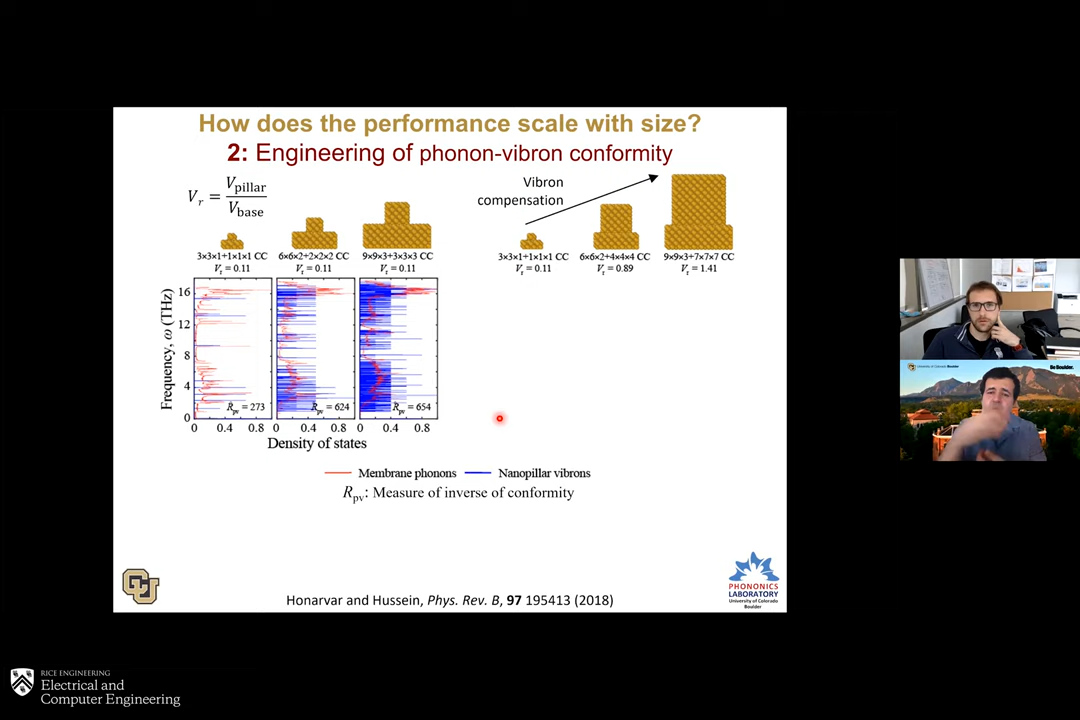 How does the performance scale with size?
2: Engineering of phonon-vibron conformity
V_r = V_pillar / V_base
Vibron
compensation
3×3×1+1×1×1 CC
V_r = 0.11
6×6×2+2×2×2 CC
V_r = 0.11
9×9×3+3×3×3 CC
V_r = 0.11
3×3×1+1×1×1 CC
V_r = 0.11
6×6×2+4×4×4 CC
V_r = 0.89
9×9×3+7×7×7 CC
V_r = 1.41
Frequency, ω (THz)
16
12
8
4
0
R_pv = 273
R_pv = 624
R_pv = 654
0 0.4 0.8
0 0.4 0.8
0 0.4 0.8
Density of states
Membrane phonons
Nanopillar vibrons
R_pv: Measure of inverse of conformity
CU
Honarvar and Hussein, Phys. Rev. B, 97 195413 (2018)
PHONONICS
LABORATORY
University of Colorado
Boulder
University of Colorado Boulder
Be Boulder.
RICE ENGINEERING
Electrical and
Computer Engineering